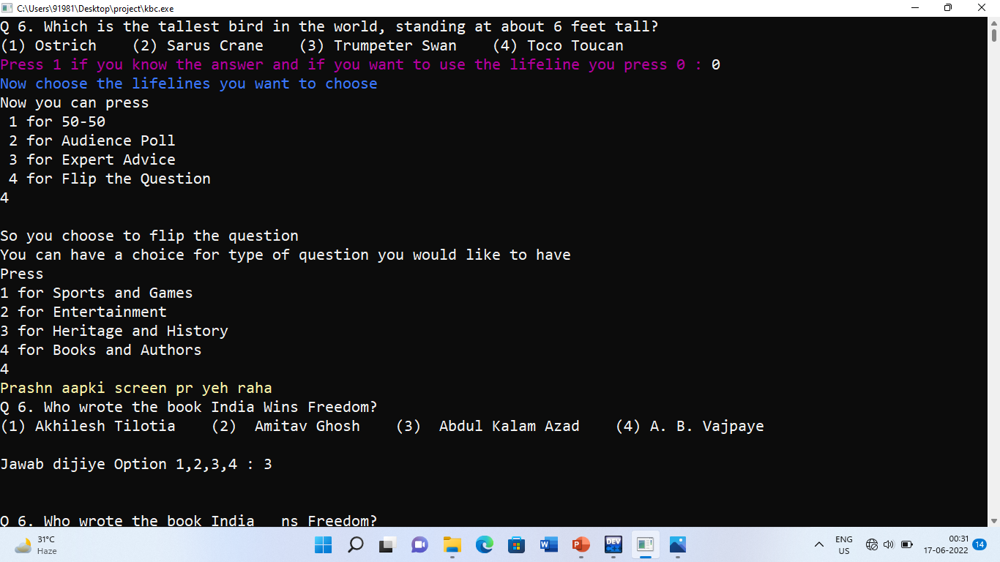 C:\Users\91981\Desktop\project\kbc.exe
Q 6. Which is the tallest bird in the world, standing at about 6 feet tall?
(1) Ostrich    (2) Sarus Crane    (3) Trumpeter Swan    (4) Toco Toucan
Press 1 if you know the answer and if you want to use the lifeline you press 0 : 0
Now choose the lifelines you want to choose
Now you can press
 1 for 50-50
 2 for Audience Poll
 3 for Expert Advice
 4 for Flip the Question
4
So you choose to flip the question
You can have a choice for type of question you would like to have
Press
1 for Sports and Games
2 for Entertainment
3 for Heritage and History
4 for Books and Authors
4
Prashn aapki screen pr yeh raha
Q 6. Who wrote the book India Wins Freedom?
(1) Akhilesh Tilotia    (2)  Amitav Ghosh    (3)  Abdul Kalam Azad    (4) A. B. Vajpaye
Jawab dijiye Option 1,2,3,4 : 3
Q 6. Who wrote the book India   ns Freedom?
31°C
Haze
W
P
DEV
ENG
US
00:31
17-06-2022
14